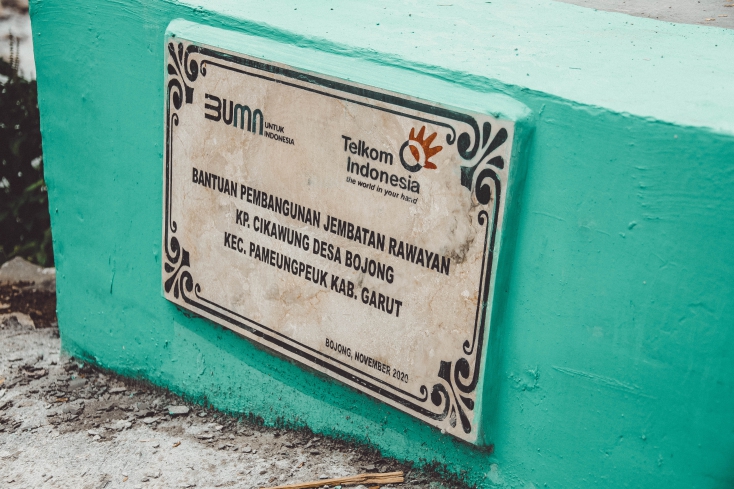 BUMN
UNTUK
INDONESIA
Telkom
Indonesia
the world in your hand
BANTUAN PEMBANGUNAN JEMBATAN RAWAYAN
KP. CIKAWUNG DESA BOJONG
KEC. PAMEUNGPEUK KAB. GARUT
BOJONG, NOVEMBER 2020